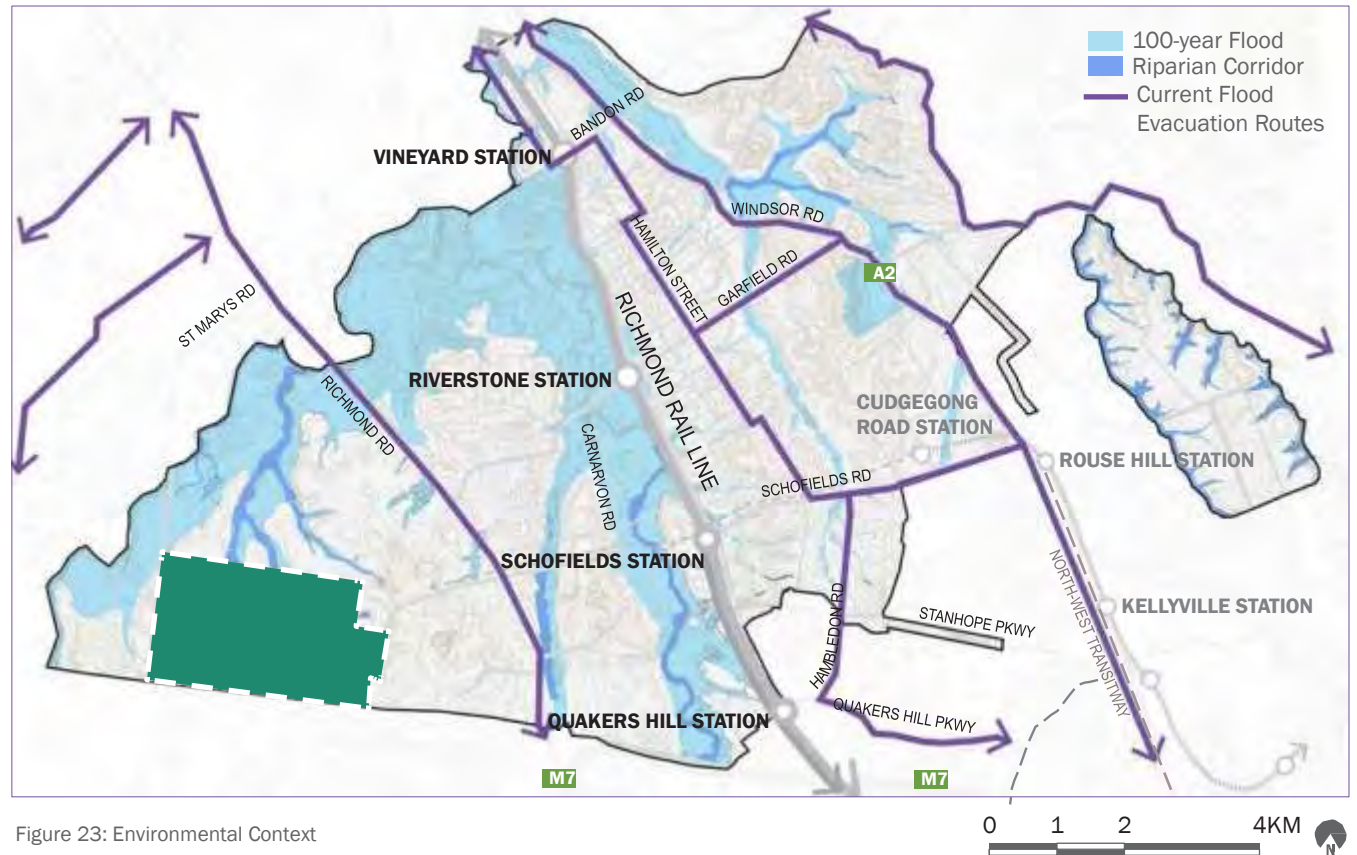 100-year Flood
Riparian Corridor
Current Flood
Evacuation Routes
BANDON RD
VINEYARD STATION
WINDSOR RD
HAMILTON STREET
GARFIELD RD
A2
ST MARYS RD
RICHMOND RD
RICHMOND RAIL LINE
RIVERSTONE STATION
CUDGEGONG
ROAD STATION
CARNARVON RD
ROUSE HILL STATION
SCHOFIELDS RD
SCHOFIELDS STATION
NORTH-WEST TRANSITWAY
KELLYVILLE STATION
HAMBLEDON RD
STANHOPE PKWY
QUAKERS HILL STATION
QUAKERS HILL PKWY
M7
M7
Figure 23: Environmental Context
0 1 2 4KM
N